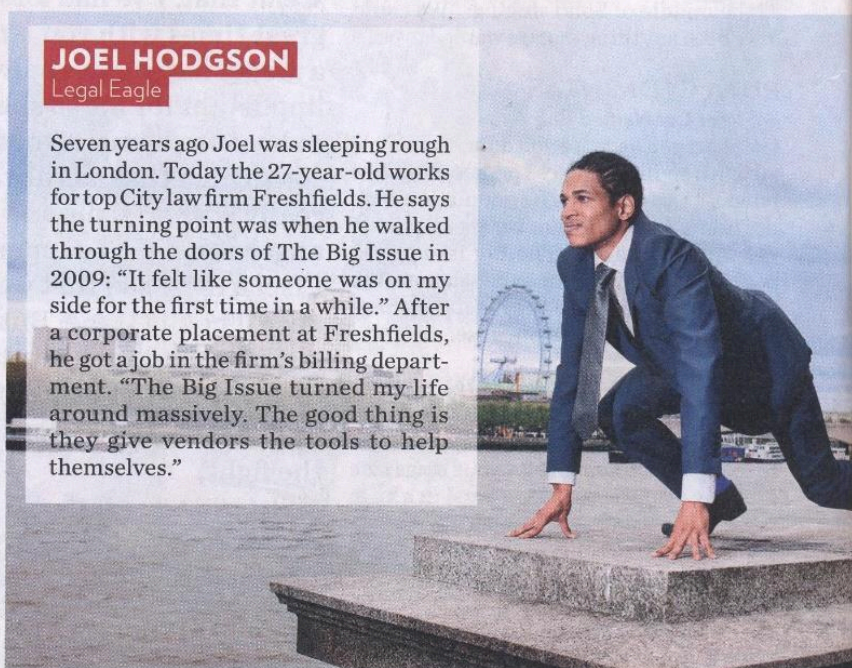 JOEL HODGSON
Legal Eagle
Seven years ago Joel was sleeping rough
in London. Today the 27-year-old works
for top City law firm Freshfields. He says
the turning point was when he walked
through the doors of The Big Issue in
2009: “It felt like someone was on my
side for the first time in a while.” After
a corporate placement at Freshfields,
he got a job in the firm’s billing depart-
ment. “The Big Issue turned my life
around massively. The good thing is
they give vendors the tools to help
themselves.”